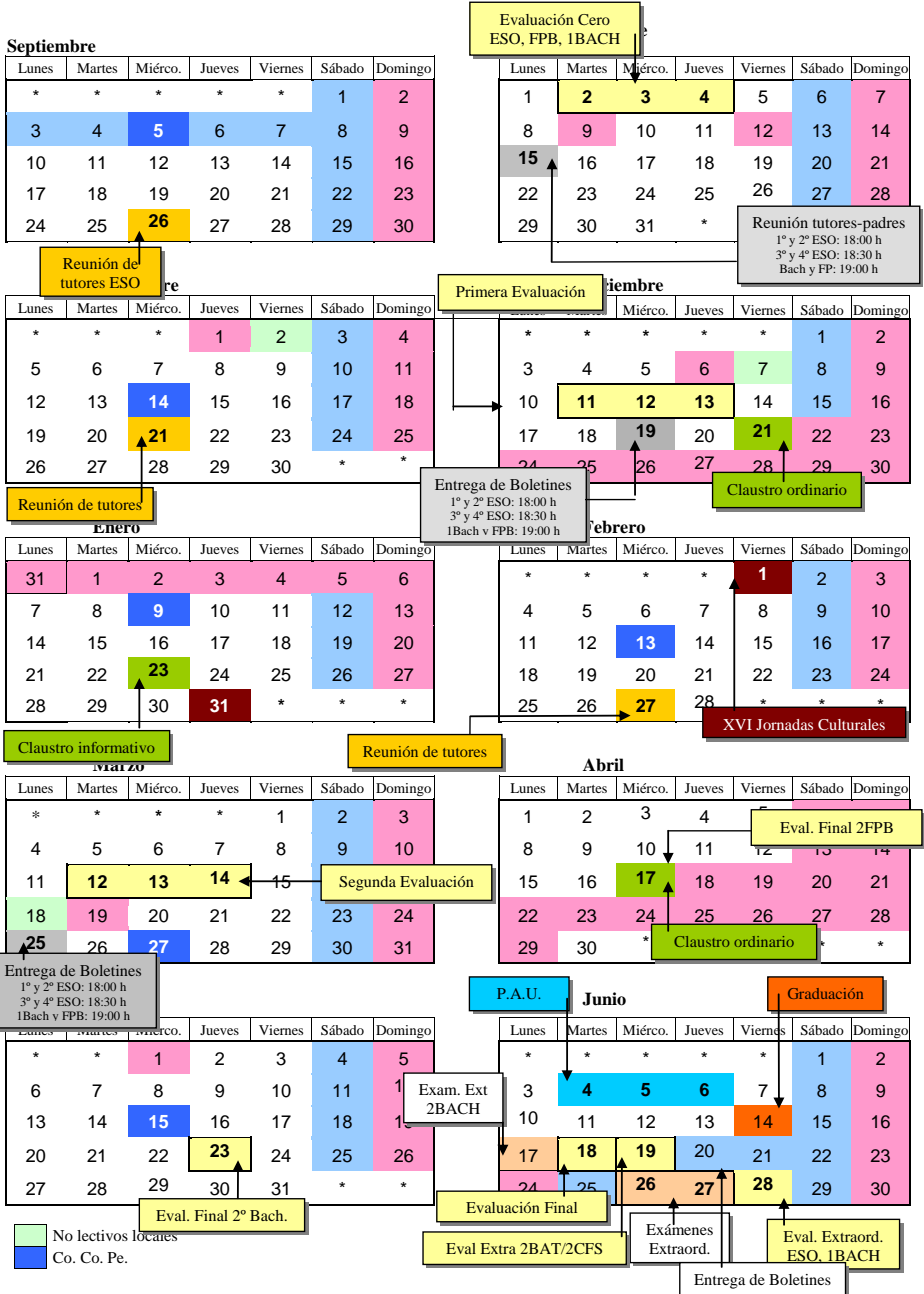 Evaluación Cero
ESO, FPB, 1BACH
Septiembre
e
Lunes Martes Miérco. Jueves Viernes Sábado Domingo
* * * * * 1 2
3 4 5 6 7 8 9
10 11 12 13 14 15 16
17 18 19 20 21 22 23
24 25 26 27 28 29 30
Reunión de
tutores ESO
Lunes Martes Miérco. Jueves Viernes Sábado Domingo
1 2 3 4 5 6 7
8 9 10 11 12 13 14
15 16 17 18 19 20 21
22 23 24 25 26 27 28
29 30 31 *
Reunión tutores-padres
1º y 2º ESO: 18:00 h
3º y 4º ESO: 18:30 h
Bach y FP: 19:00 h
re
Lunes Martes Miérco. Jueves Viernes Sábado Domingo
* * * 1 2 3 4
5 6 7 8 9 10 11
12 13 14 15 16 17 18
19 20 21 22 23 24 25
26 27 28 29 30 * *
Reunión de tutores
Primera Evaluación
iembre
Lunes Martes Miérco. Jueves Viernes Sábado Domingo
* * * * * 1 2
3 4 5 6 7 8 9
10 11 12 13 14 15 16
17 18 19 20 21 22 23
24 25 26 27 28 29 30
Entrega de Boletines
1º y 2º ESO: 18:00 h
3º y 4º ESO: 18:30 h
1Bach y FPB: 19:00 h
Claustro ordinario
Enero
Lunes Martes Miérco. Jueves Viernes Sábado Domingo
31 1 2 3 4 5 6
7 8 9 10 11 12 13
14 15 16 17 18 19 20
21 22 23 24 25 26 27
28 29 30 31 * * *
Claustro informativo
Febrero
Lunes Martes Miérco. Jueves Viernes Sábado Domingo
* * * * 1 2 3
4 5 6 7 8 9 10
11 12 13 14 15 16 17
18 19 20 21 22 23 24
25 26 27 28 * * *
Reunión de tutores
XVI Jornadas Culturales
Marzo
Lunes Martes Miérco. Jueves Viernes Sábado Domingo
* * * * 1 2 3
4 5 6 7 8 9 10
11 12 13 14 15
Segunda Evaluación
18 19 20 21 22 23 24
25 26 27 28 29 30 31
Entrega de Boletines
1º y 2º ESO: 18:00 h
3º y 4º ESO: 18:30 h
1Bach y FPB: 19:00 h
Abril
Lunes Martes Miérco. Jueves Viernes Sábado Domingo
1 2 3 4 5
Eval. Final 2FPB
8 9 10 11 12 13 14
15 16 17 18 19 20 21
22 23 24 25 26 27 28
29 30 * * *
Claustro ordinario
Lunes Martes Miérco. Jueves Viernes Sábado Domingo
* * 1 2 3 4 5
6 7 8 9 10 11 1
13 14 15 16 17 18 19
20 21 22 23 24 25 26
27 28 29 30 31 * *
Eval. Final 2º Bach.
Exam. Ext
2BACH
P.A.U.
Junio
Graduación
Lunes Martes Miérco. Jueves Viernes Sábado Domingo
* * * * * 1 2
3 4 5 6 7 8 9
10 11 12 13 14 15 16
17 18 19 20 21 22 23
24 25 26 27 28 29 30
Evaluación Final
Eval Extra 2BAT/2CFS
Exámenes
Extraord.
Eval. Extraord.
ESO, 1BACH
Entrega de Boletines
No lectivos locales
Co. Co. Pe.